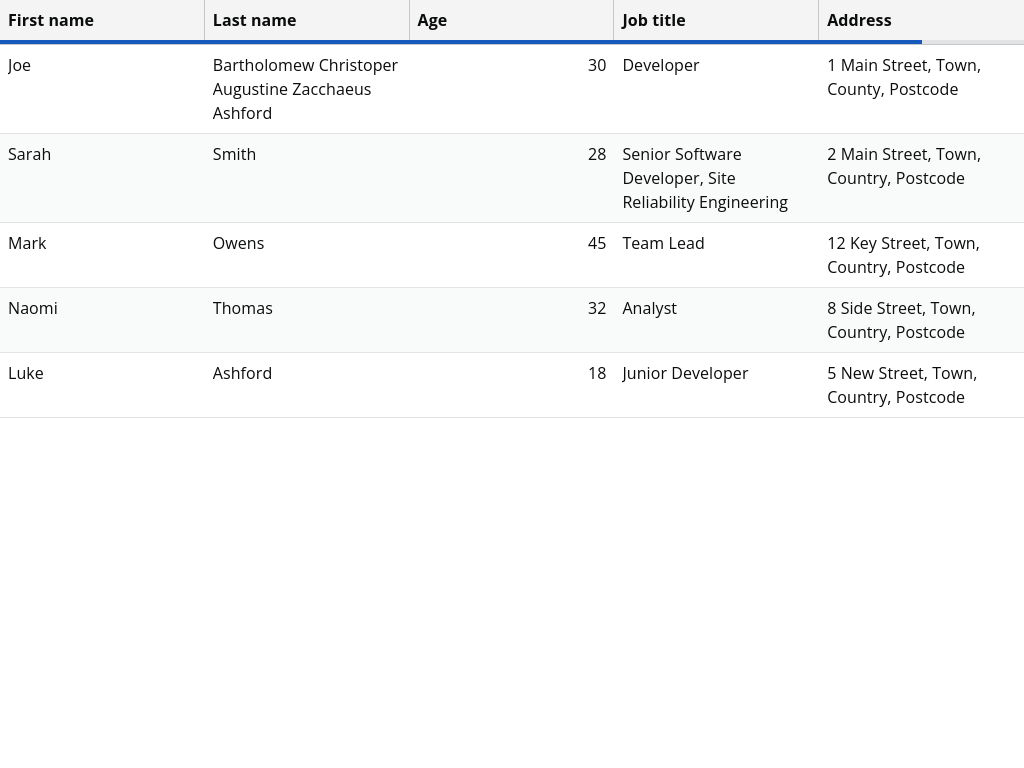 First name Last name Age Job title Address
Joe Bartholomew Christoper 30 Developer 1 Main Street, Town,
Augustine Zacchaeus County, Postcode
Ashford
Sarah Smith 28 Senior Software 2 Main Street, Town,
Developer, Site Country, Postcode
Reliability Engineering
Mark Owens 45 Team Lead 12 Key Street, Town,
Country, Postcode
Naomi Thomas 32 Analyst 8 Side Street, Town,
Country, Postcode
Luke Ashford 18 Junior Developer 5 New Street, Town,
Country, Postcode